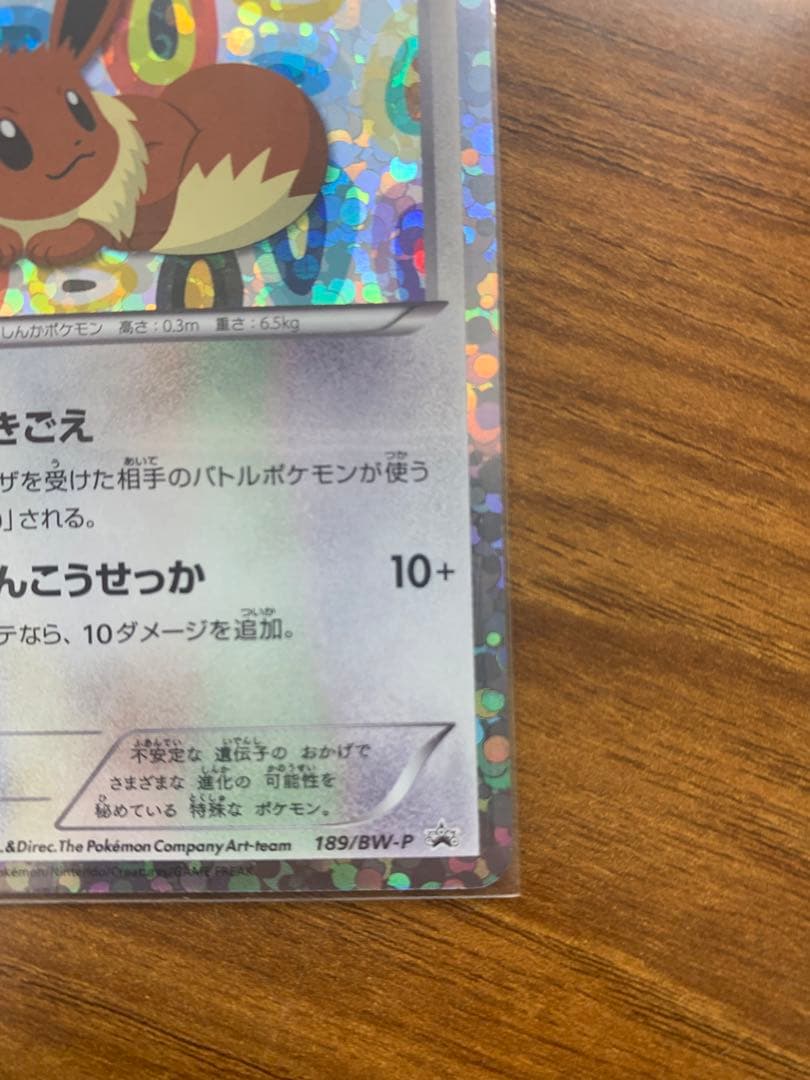 しんかポケモン 高さ：0.3m 重さ：6.5kg
きごえ
ザを受けた相手のバトルポケモンが使う
」される。
んこうせっか 10+
テなら、10ダメージを追加。
不安定な 遺伝子の おかげで
さまざまな 進化の 可能性を
秘めている 特殊な ポケモン。
.&Direc.The Pokémon Company Art-team 189/BW-P
Pokémon/Nintendo/Creatures/GAME FREAK